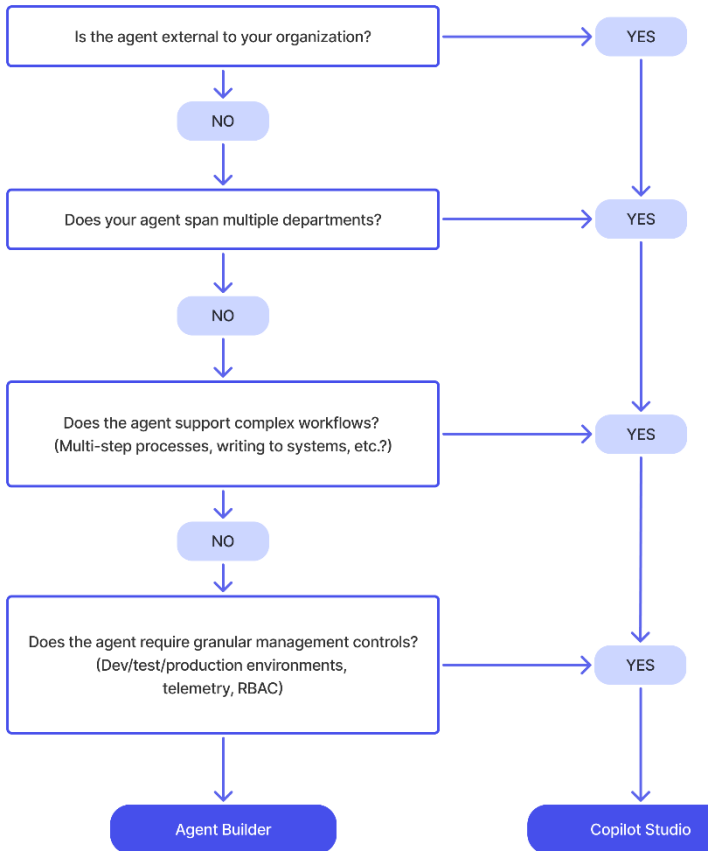 Is the agent external to your organization?
YES
NO
Does your agent span multiple departments?
YES
NO
Does the agent support complex workflows?
(Multi-step processes, writing to systems, etc.?)
YES
NO
Does the agent require granular management controls?
(Dev/test/production environments,
telemetry, RBAC)
YES
Agent Builder
Copilot Studio